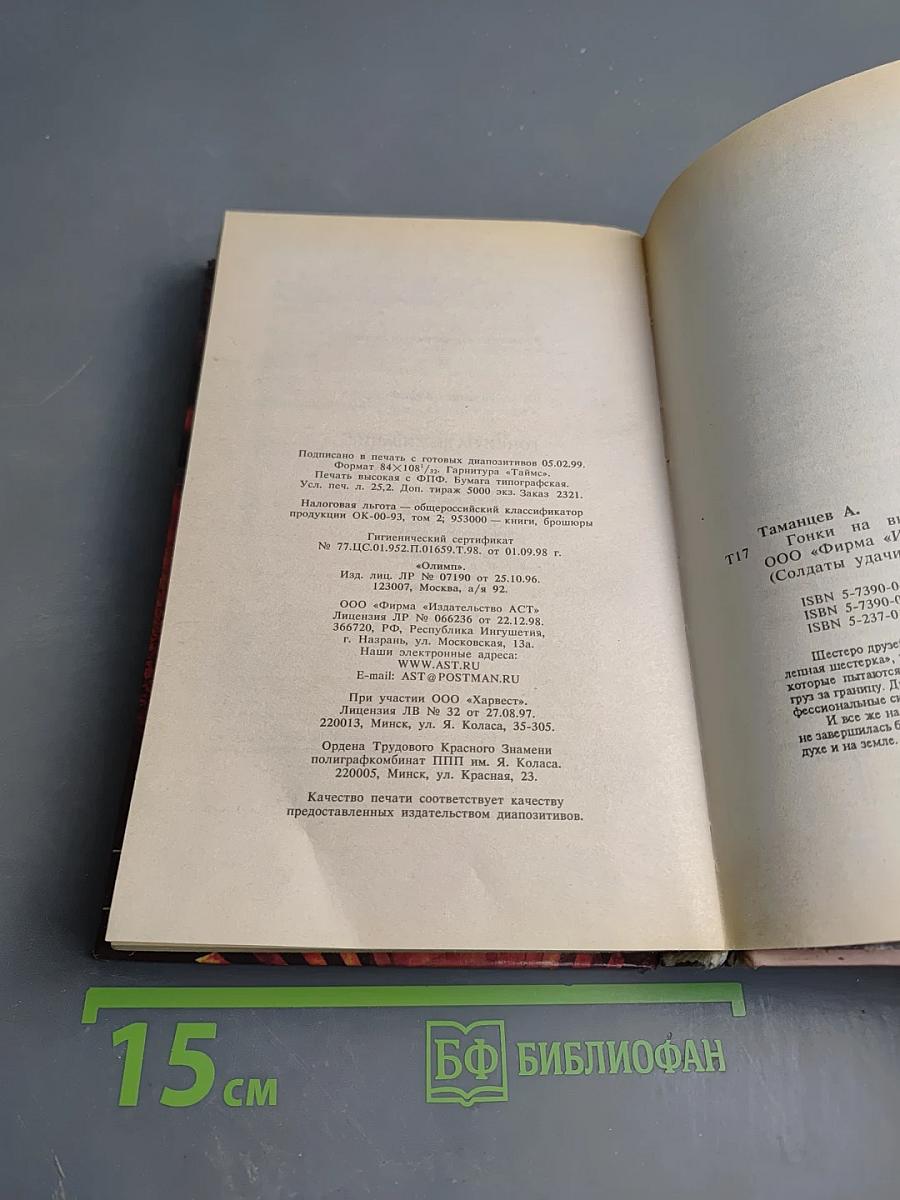 Подписано в печать с готовых диапозитивов 05.02.99.
Формат 84×108¹/₃₂. Гарнитура «Таймс».
Печать высокая с ФПФ. Бумага типографская.
Усл. печ. л. 25,2. Доп. тираж 5000 экз. Заказ 2321.
Налоговая льгота — общероссийский классификатор
продукции ОК-00-93, том 2; 953000 — книги, брошюры
Гигиенический сертификат
№ 77.ЦС.01.952.П.01659.Т.98. от 01.09.98 г.
«Олимп».
Изд. лиц. ЛР № 07190 от 25.10.96.
123007, Москва, а/я 92.
ООО «Фирма «Издательство АСТ»
Лицензия ЛР № 066236 от 22.12.98.
366720, РФ, Республика Ингушетия,
г. Назрань, ул. Московская, 13а.
Наши электронные адреса:
WWW.AST.RU
E-mail: AST@POSTMAN.RU
При участии ООО «Харвест».
Лицензия ЛВ № 32 от 27.08.97.
220013, Минск, ул. Я. Коласа, 35-305.
Ордена Трудового Красного Знамени
полиграфкомбинат ППП им. Я. Коласа.
220005, Минск, ул. Красная, 23.
Качество печати соответствует качеству
предоставленных издательством диапозитивов.
Таманцев А.
Т17 Гонки на
ООО «Фирма
(Солдаты удачи
ISBN 5-7390-0
ISBN 5-7390-0
ISBN 5-237-0
Шестеро друзе
лепная шестерка»,
которые пытаются
груз за границу.
фессиональные
И все же на
не завершилась
духе и на земле.
15 см
БФ БИБЛИОФАН